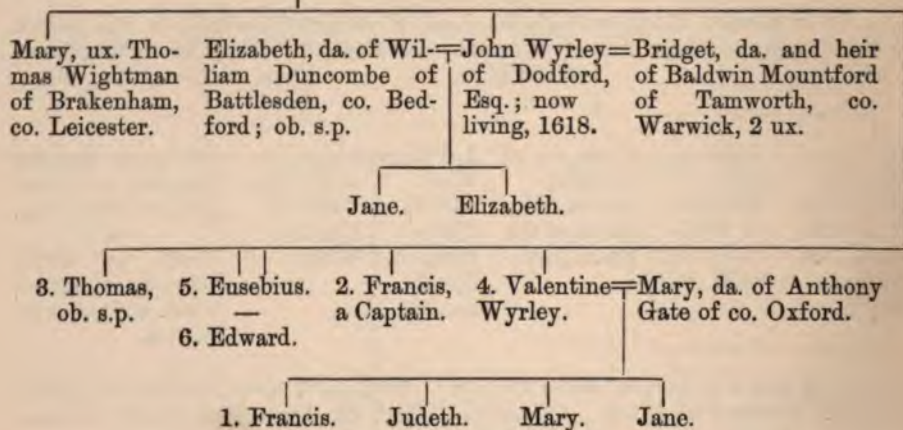 Mary, ux. Tho-
mas Wightman
of Brakenham,
co. Leicester.
Elizabeth, da. of Wil-
liam Duncombe of
Battlesden, co. Bed-
ford; ob. s.p.
John Wyrley
of Dodford,
Esq.; now
living, 1618.
Bridget, da. and heir
of Baldwin Mountford
of Tamworth, co.
Warwick, 2 ux.
Jane. Elizabeth.
3. Thomas,
ob. s.p.
5. Eusebius.
—
6. Edward.
2. Francis,
a Captain.
4. Valentine
Wyrley.
Mary, da. of Anthony
Gate of co. Oxford.
1. Francis. Judeth. Mary. Jane.